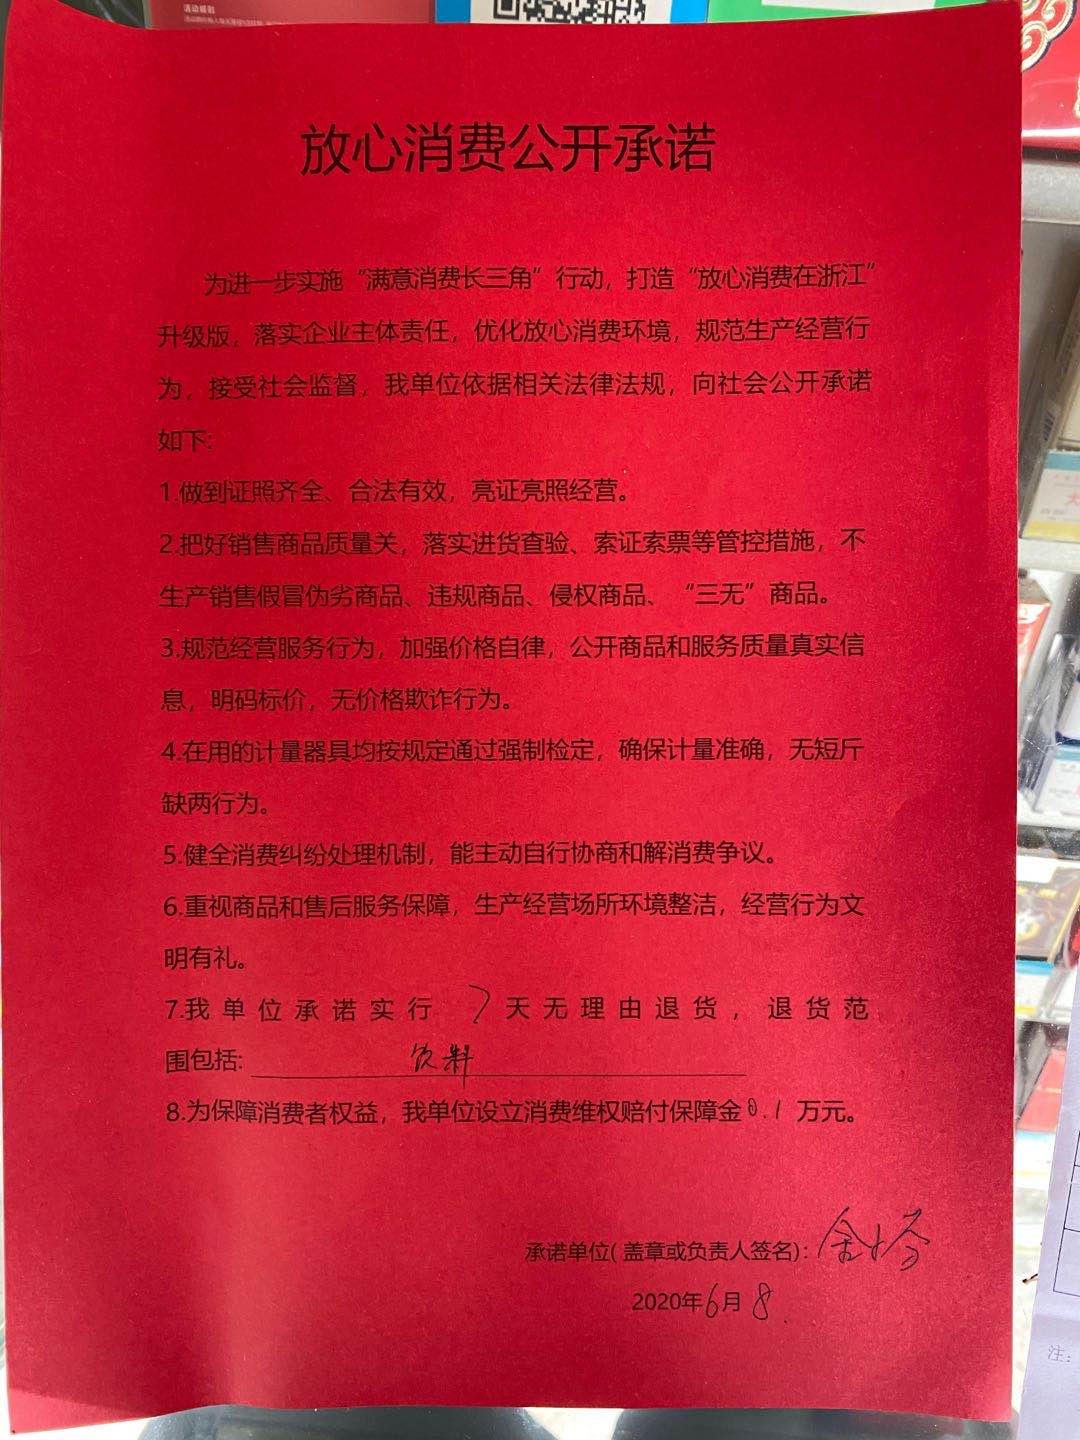 活动规则
放心消费公开承诺
为进一步实施“满意消费长三角”行动，打造“放心消费在浙江”
升级版，落实企业主体责任，优化放心消费环境，规范生产经营行
为，接受社会监督，我单位依据相关法律法规，向社会公开承诺
如下:
1.做到证照齐全、合法有效，亮证亮照经营。
2.把好销售商品质量关，落实进货查验、索证索票等管控措施，不
生产销售假冒伪劣商品、违规商品、侵权商品、“三无”商品。
3.规范经营服务行为，加强价格自律，公开商品和服务质量真实信
息，明码标价，无价格欺诈行为。
4.在用的计量器具均按规定通过强制检定，确保计量准确，无短斤
缺两行为。
5.健全消费纠纷处理机制，能主动自行协商和解消费争议。
6.重视商品和售后服务保障，生产经营场所环境整洁，经营行为文
明有礼。
7.我单位承诺实行 7 天无理由退货，退货范
围包括: 饮料
8.为保障消费者权益，我单位设立消费维权赔付保障金0.1万元。
承诺单位(盖章或负责人签名):
2020年6月8
注: